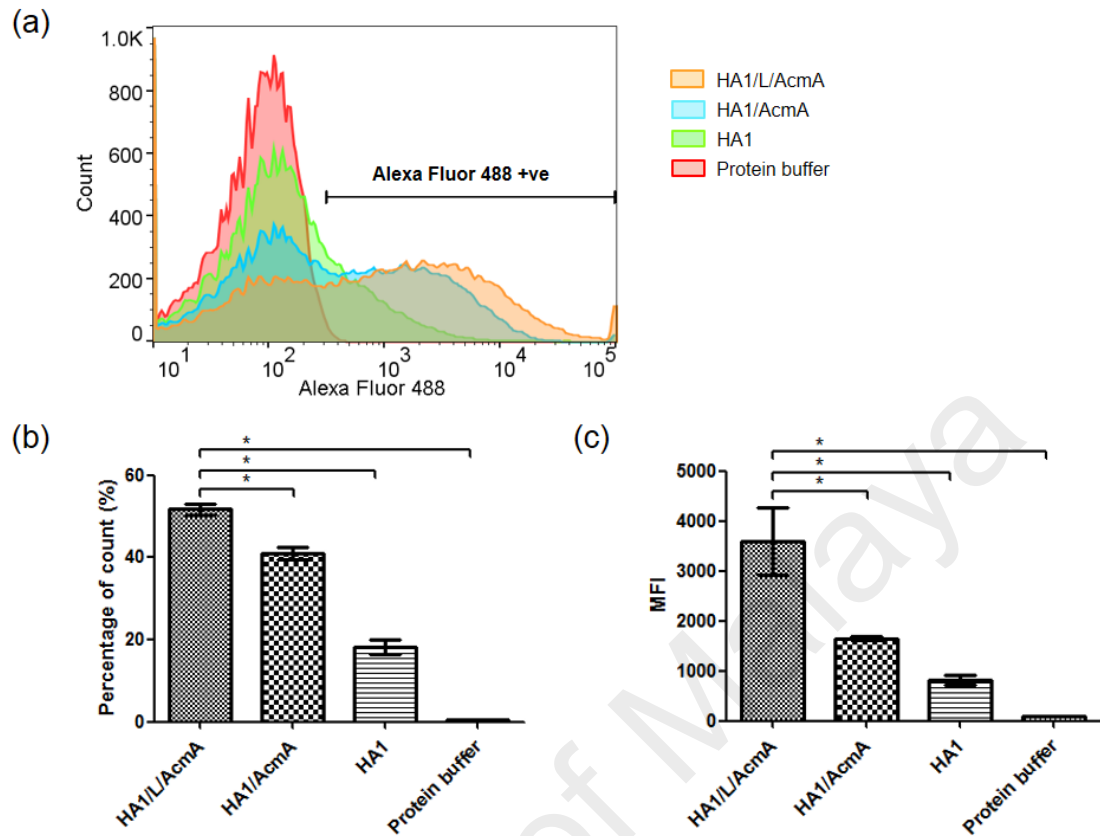 (a)
1.0K
800
600
400
200
0
Count
Alexa Fluor 488 +ve
10^1
10^2
10^3
10^4
10^5
Alexa Fluor 488
HA1/L/AcmA
HA1/AcmA
HA1
Protein buffer
(b)
*
*
*
60
40
20
0
Percentage of count (%)
HA1/L/AcmA
HA1/AcmA
HA1
Protein buffer
(c)
*
*
*
5000
4000
3000
2000
1000
0
MFI
HA1/L/AcmA
HA1/AcmA
HA1
Protein buffer
of Malaya